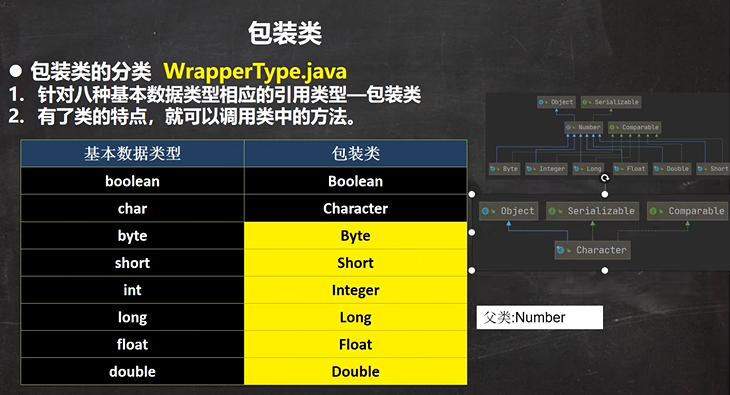 包装类
● 包装类的分类 WrapperType.java
1. 针对八种基本数据类型相应的引用类型—包装类
2. 有了类的特点，就可以调用类中的方法。
基本数据类型 包装类
boolean Boolean
char Character
byte Byte
short Short
int Integer
long Long
float Float
double Double
Object Serializable
Number Comparable
Byte Integer Long Float Double Short
Object Serializable Comparable
Character
父类:Number